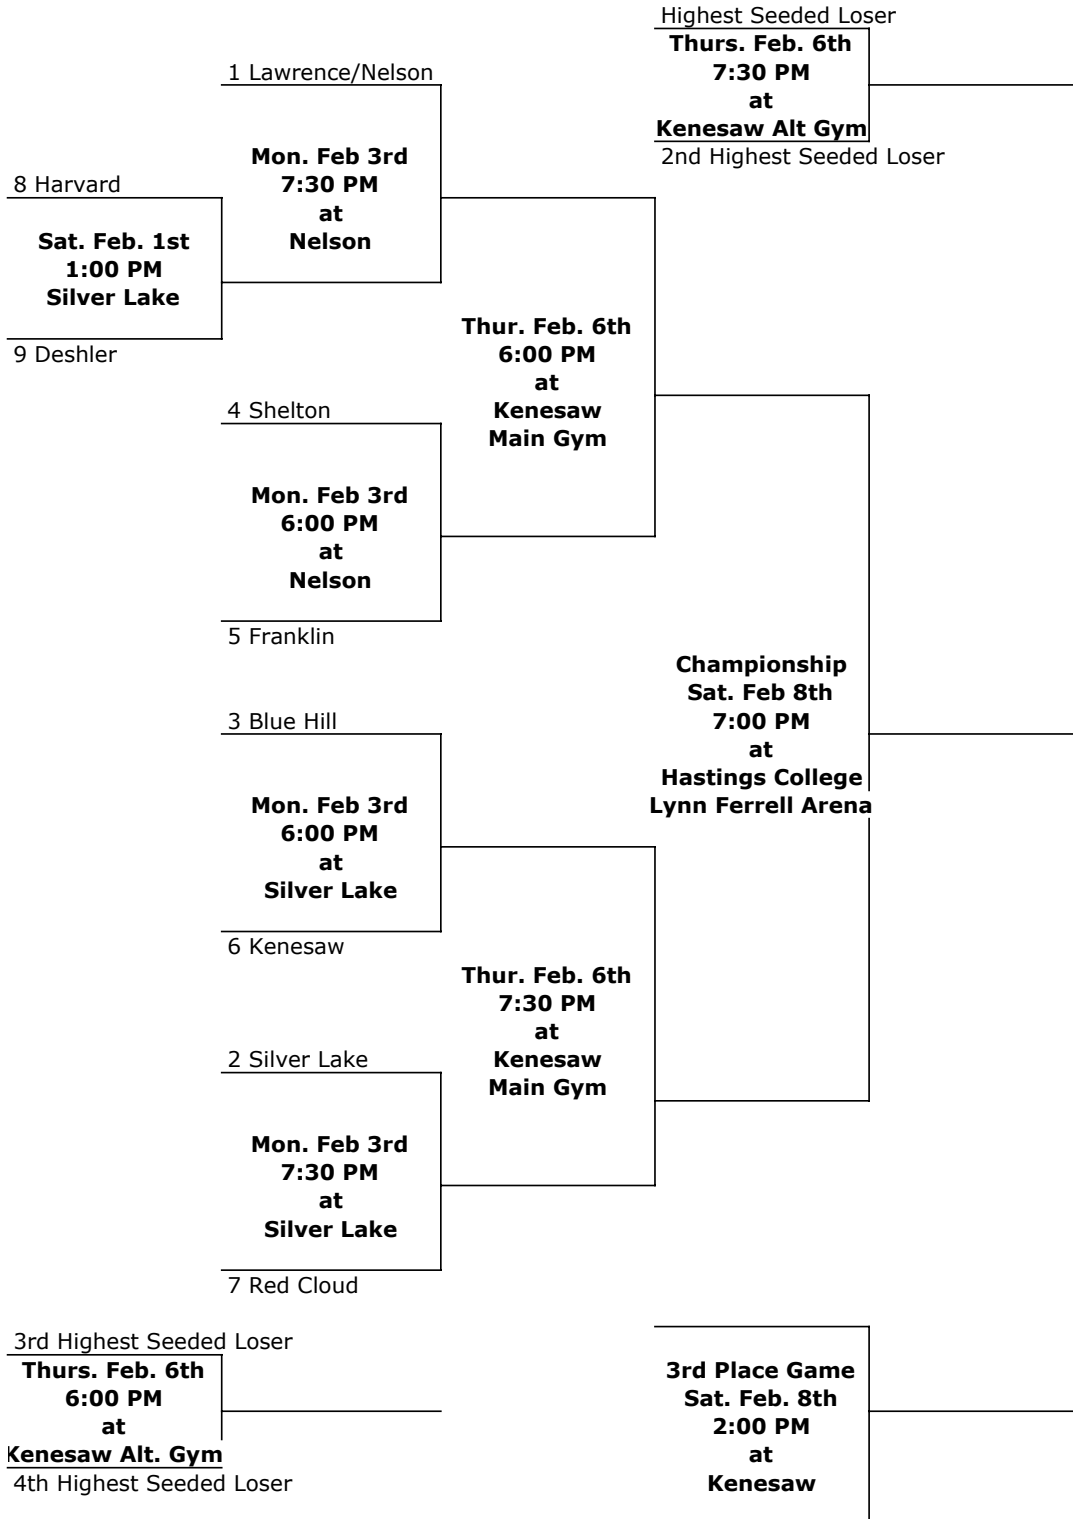 Highest Seeded Loser
Thurs. Feb. 6th
7:30 PM
at
Kenesaw Alt Gym
2nd Highest Seeded Loser
1 Lawrence/Nelson
Mon. Feb 3rd
7:30 PM
at
Nelson
8 Harvard
Sat. Feb. 1st
1:00 PM
Silver Lake
9 Deshler
Thur. Feb. 6th
6:00 PM
at
Kenesaw
Main Gym
4 Shelton
Mon. Feb 3rd
6:00 PM
at
Nelson
5 Franklin
Championship
Sat. Feb 8th
7:00 PM
at
Hastings College
Lynn Ferrell Arena
3 Blue Hill
Mon. Feb 3rd
6:00 PM
at
Silver Lake
6 Kenesaw
Thur. Feb. 6th
7:30 PM
at
Kenesaw
Main Gym
2 Silver Lake
Mon. Feb 3rd
7:30 PM
at
Silver Lake
7 Red Cloud
3rd Highest Seeded Loser
Thurs. Feb. 6th
6:00 PM
at
Kenesaw Alt. Gym
4th Highest Seeded Loser
3rd Place Game
Sat. Feb. 8th
2:00 PM
at
Kenesaw